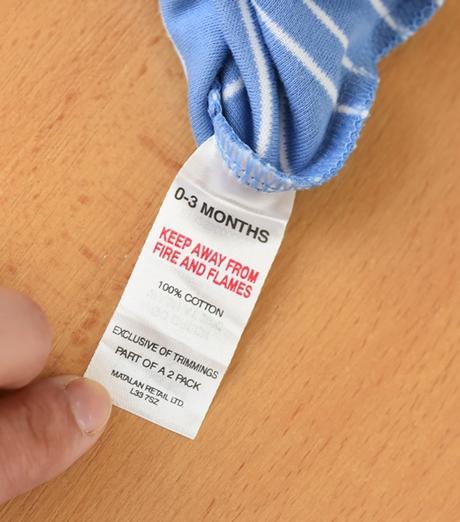 0-3 MONTHS
KEEP AWAY FROM
FIRE AND FLAMES
100% COTTON
EXCLUSIVE OF TRIMMINGS
PART OF A 2 PACK
MATALAN RETAIL LTD.
L33 7SZ